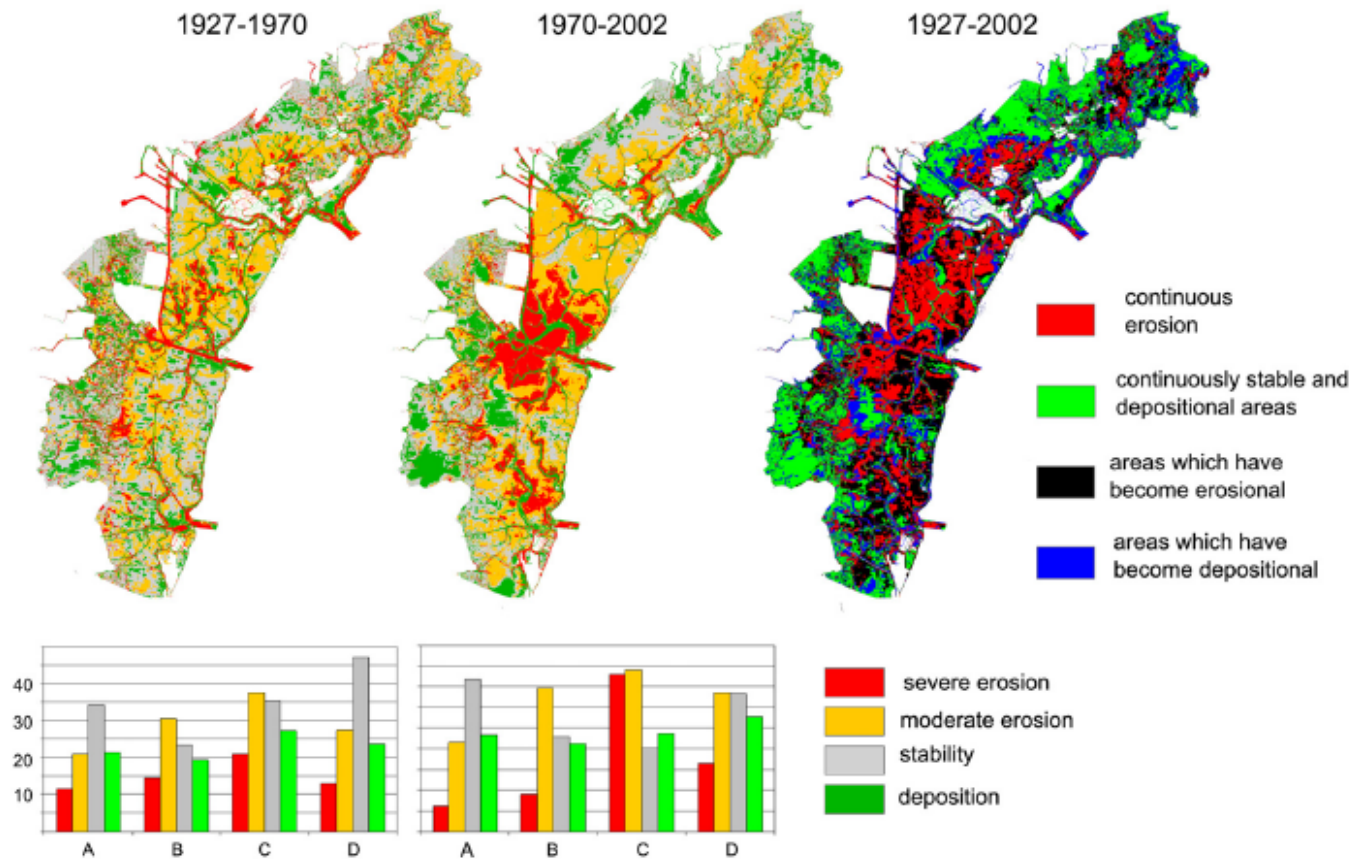 1927-1970
1970-2002
1927-2002
continuous
erosion
continuously stable and
depositional areas
areas which have
become erosional
areas which have
become depositional
40
30
20
10
A
B
C
D
A
B
C
D
severe erosion
moderate erosion
stability
deposition